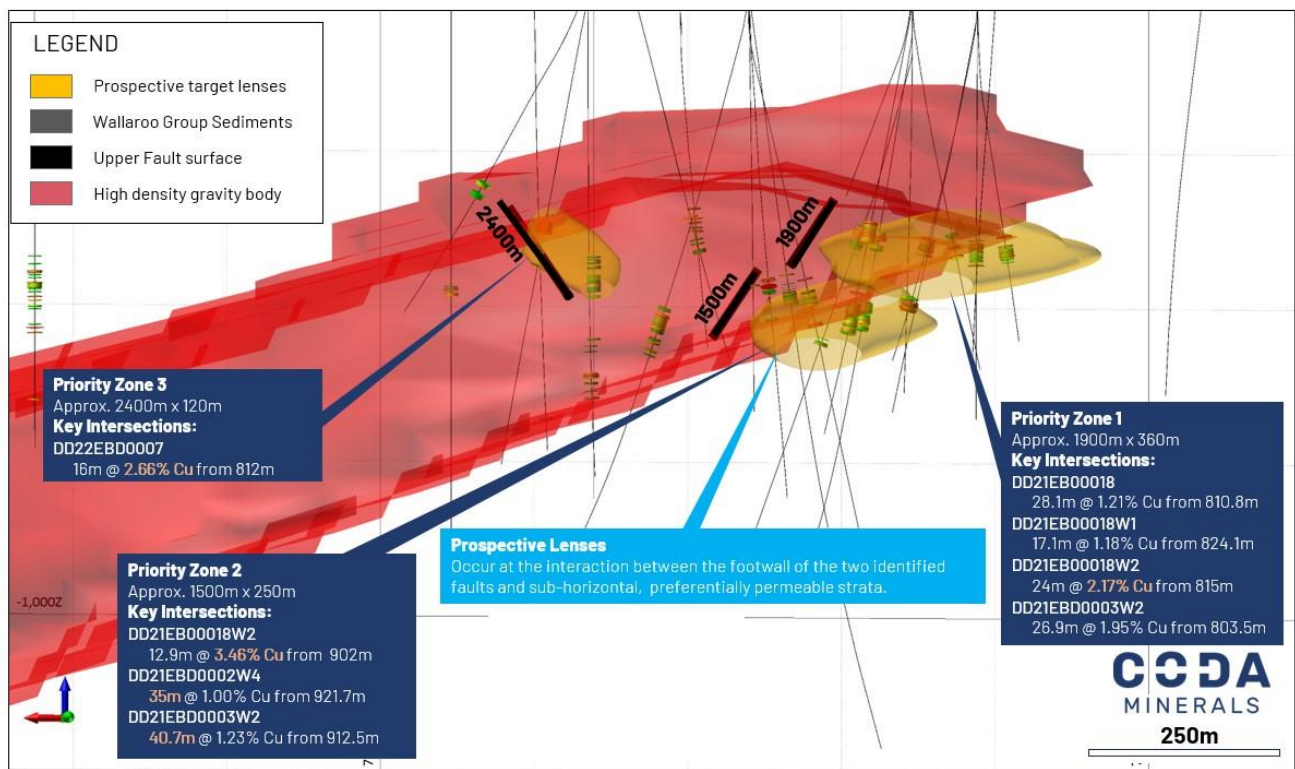 LEGEND
Prospective target lenses
Wallaroo Group Sediments
Upper Fault surface
High density gravity body
2400m
1900m
1500m
Priority Zone 3
Approx. 2400m x 120m
Key Intersections:
DD22EBD0007
16m @ 2.66% Cu from 812m
Priority Zone 1
Approx. 1900m x 360m
Key Intersections:
DD21EB00018
28.1m @ 1.21% Cu from 810.8m
DD21EB00018W1
17.1m @ 1.18% Cu from 824.1m
DD21EB00018W2
24m @ 2.17% Cu from 815m
DD21EBD0003W2
26.9m @ 1.95% Cu from 803.5m
Prospective Lenses
Occur at the interaction between the footwall of the two identified
faults and sub-horizontal, preferentially permeable strata.
Priority Zone 2
Approx. 1500m x 250m
Key Intersections:
DD21EB00018W2
12.9m @ 3.46% Cu from 902m
DD21EBD0002W4
35m @ 1.00% Cu from 921.7m
DD21EBD0003W2
40.7m @ 1.23% Cu from 912.5m
-1,000Z
CODA
MINERALS
250m